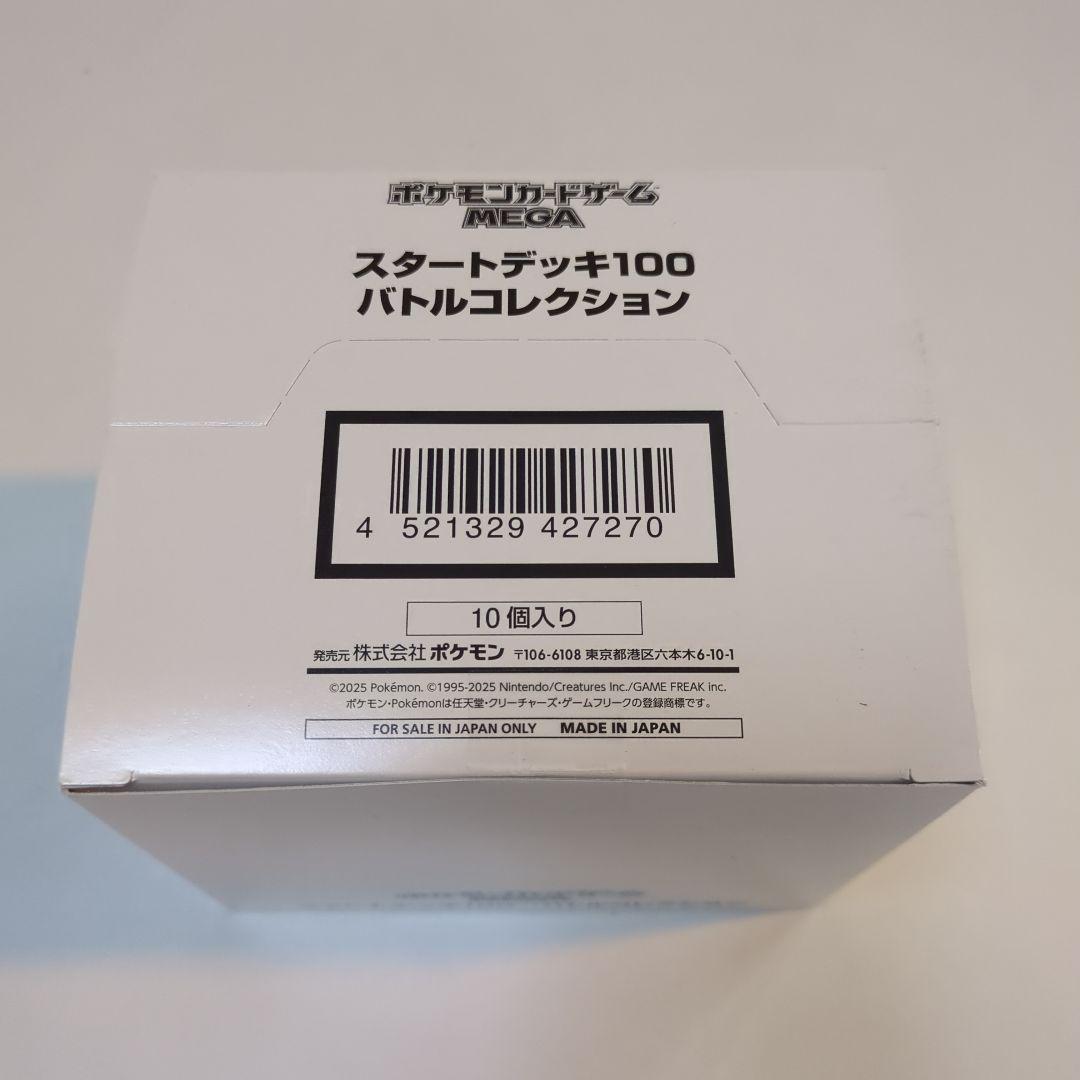 ポケモンカードゲーム
MEGA
スタートデッキ100
バトルコレクション
4 521329 427270
10個入り
発売元 株式会社 ポケモン 〒106-6108 東京都港区六本木6-10-1
©2025 Pokémon. ©1995-2025 Nintendo/Creatures Inc./GAME FREAK inc.
ポケモン・Pokémonは任天堂・クリーチャーズ・ゲームフリークの登録商標です。
FOR SALE IN JAPAN ONLY MADE IN JAPAN